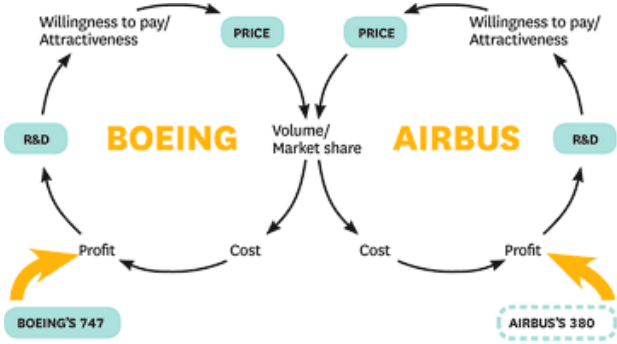 Willingness to pay/
Attractiveness
PRICE
PRICE
Willingness to pay/
Attractiveness
R&D
BOEING
Volume/
Market share
AIRBUS
R&D
Profit
Cost
Cost
Profit
BOEING'S 747
AIRBUS'S 380